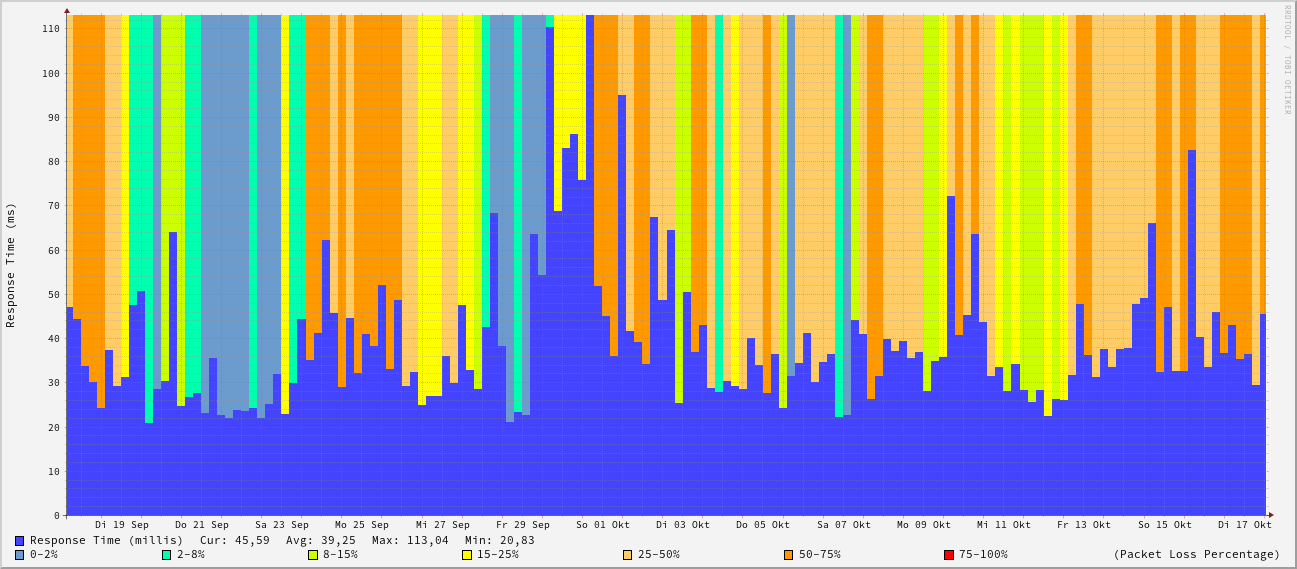 RRDTOOL / TOBI OETIKER
Response Time (ms)
110
100
90
80
70
60
50
40
30
20
10
0
Di 19 Sep Do 21 Sep Sa 23 Sep Mo 25 Sep Mi 27 Sep Fr 29 Sep So 01 Okt Di 03 Okt Do 05 Okt Sa 07 Okt Mo 09 Okt Mi 11 Okt Fr 13 Okt So 15 Okt Di 17 Okt
Response Time (millis) Cur: 45,59 Avg: 39,25 Max: 113,04 Min: 20,83
0-2% 2-8% 8-15% 15-25% 25-50% 50-75% 75-100% (Packet Loss Percentage)